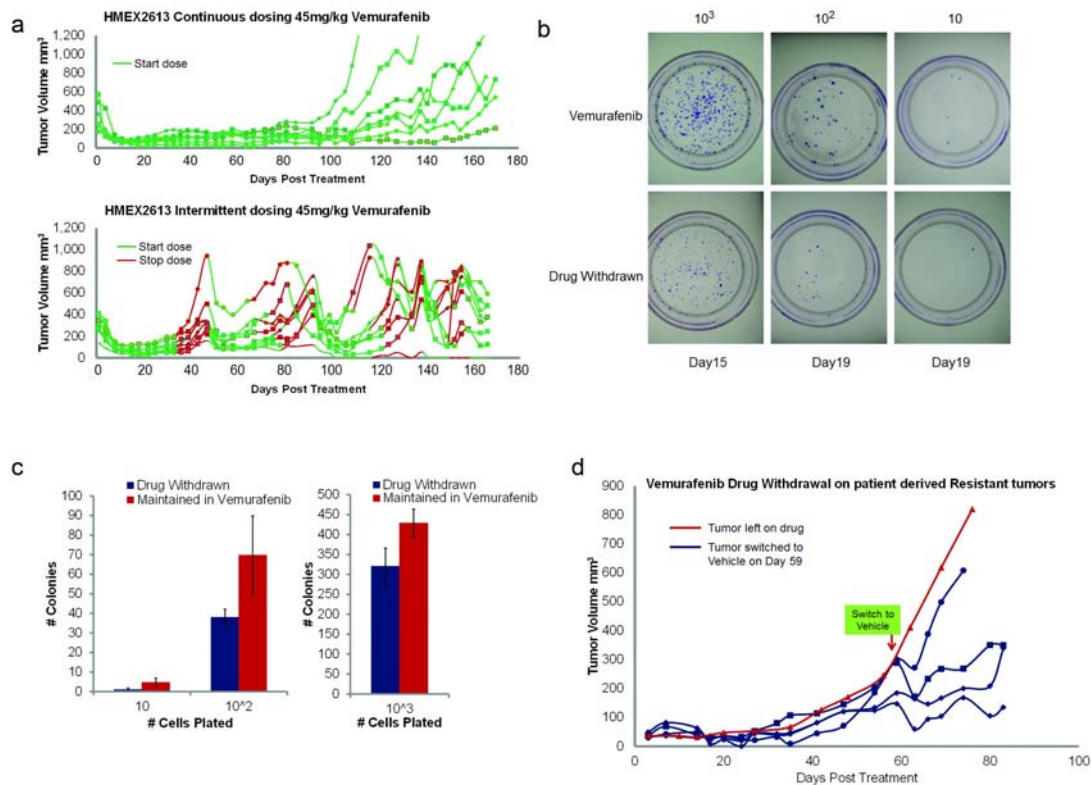 a
HMEX2613 Continuous dosing 45mg/kg Vemurafenib
1,200
1,000
800
600
400
200
0
Tumor Volume mm³
Start dose
0 20 40 60 80 100 120 140 160 180
Days Post Treatment
HMEX2613 Intermittent dosing 45mg/kg Vemurafenib
1,200
1,000
800
600
400
200
0
Tumor Volume mm³
Start dose
Stop dose
0 20 40 60 80 100 120 140 160 180
Days Post Treatment
b
10³ 10² 10
Vemurafenib
Drug Withdrawn
Day15 Day19 Day19
c
Drug Withdrawn
Maintained in Vemurafenib
100
90
80
70
60
50
40
30
20
10
0
# Colonies
10 10^2
# Cells Plated
Drug Withdrawn
Maintained in Vemurafenib
500
450
400
350
300
250
200
150
100
50
0
# Colonies
10^3
# Cells Plated
d
Vemurafenib Drug Withdrawal on patient derived Resistant tumors
900
800
700
600
500
400
300
200
100
0
Tumor Volume mm³
Tumor left on drug
Tumor switched to
Vehicle on Day 59
Switch to
Vehicle
0 20 40 60 80 100
Days Post Treatment